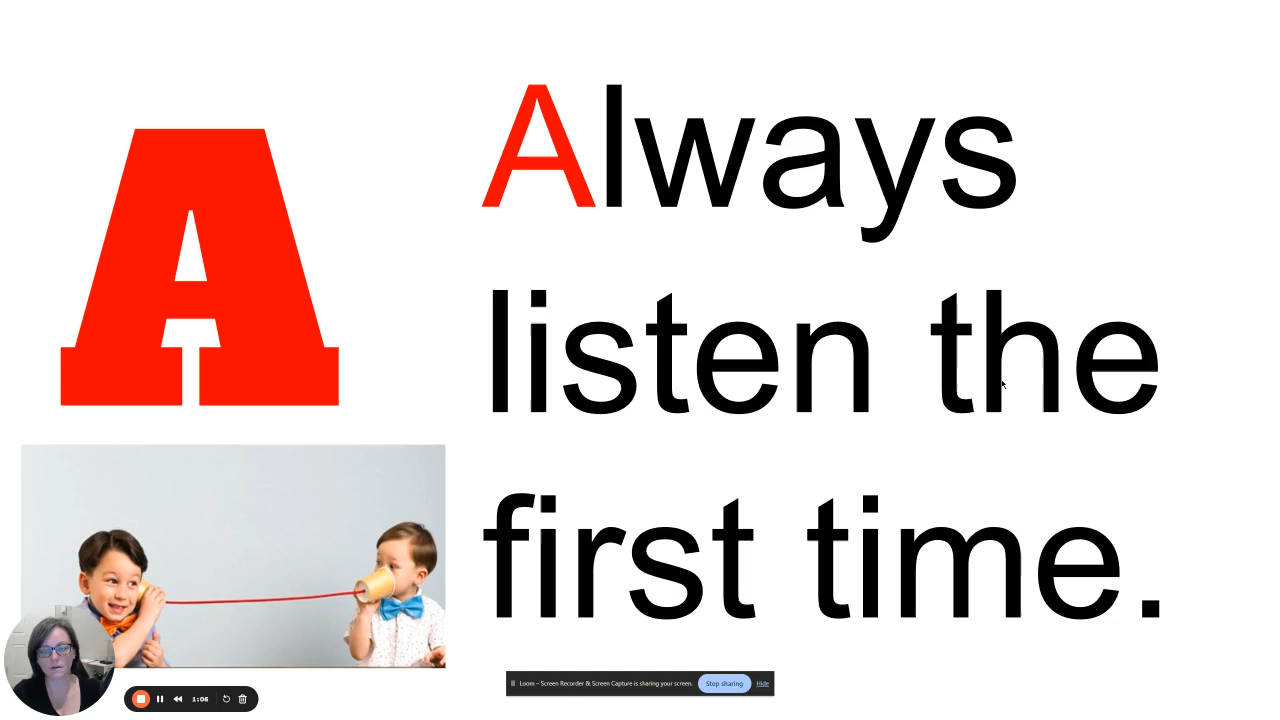 A
Always
listen the
first time.
1:06
Loom – Screen Recorder & Screen Capture is sharing your screen.
Stop sharing
Hide